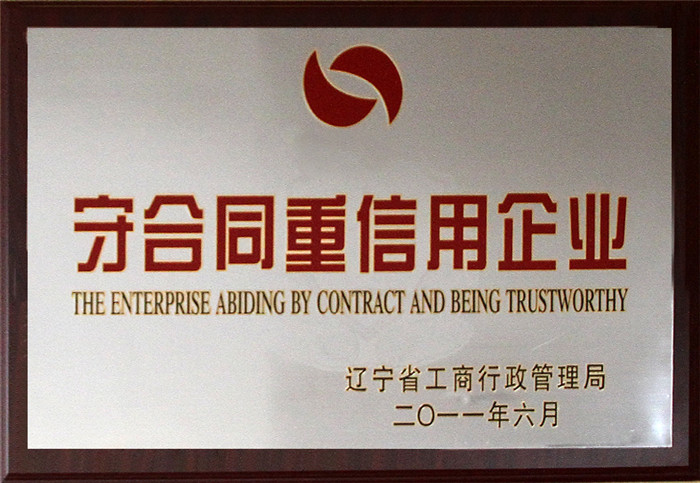 守合同重信用企业
THE ENTERPRISE ABIDING BY CONTRACT AND BEING TRUSTWORTHY
辽宁省工商行政管理局
二〇一一年六月